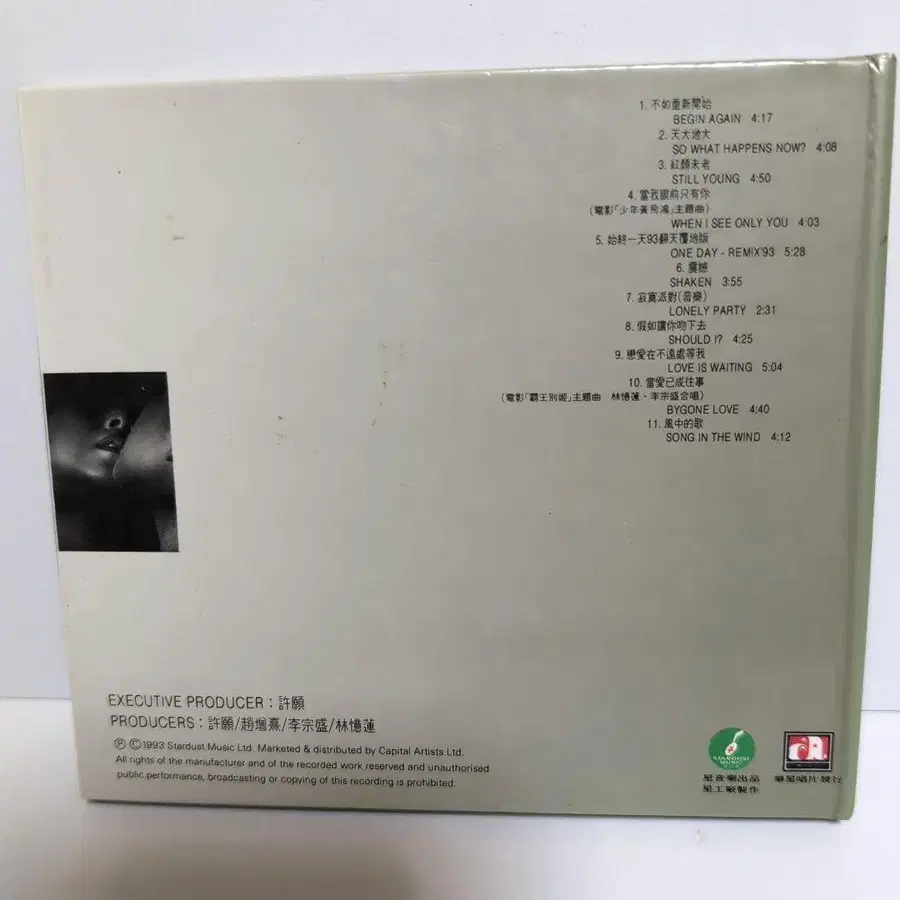 1. 不如重新開始
BEGIN AGAIN 4:17
2. 天大地大
SO WHAT HAPPENS NOW? 4:08
3. 紅顏未老
STILL YOUNG 4:50
4. 當我眼前只有你
(電影「少年黃飛鴻」主題曲)
WHEN I SEE ONLY YOU 4:03
5. 始終一天93翻天覆地版
ONE DAY - REMIX'93 5:28
6. 震撼
SHAKEN 3:55
7. 寂寞派對(音樂)
LONELY PARTY 2:31
8. 假如讓你吻下去
SHOULD I? 4:25
9. 戀愛在不遠處等我
LOVE IS WAITING 5:04
10. 當愛已成往事
(電影「霸王別姬」主題曲 林憶蓮、李宗盛合唱)
BYGONE LOVE 4:40
11. 風中的歌
SONG IN THE WIND 4:12
EXECUTIVE PRODUCER：許願
PRODUCERS：許願/趙增熹/李宗盛/林憶蓮
Ⓟ ©1993 Stardust Music Ltd. Marketed & distributed by Capital Artists Ltd.
All rights of the manufacturer and of the recorded work reserved and unauthorised
public performance, broadcasting or copying of this recording is prohibited.
STARDUST
MUSIC
星音樂出品
星工廠製作
華星唱片發行